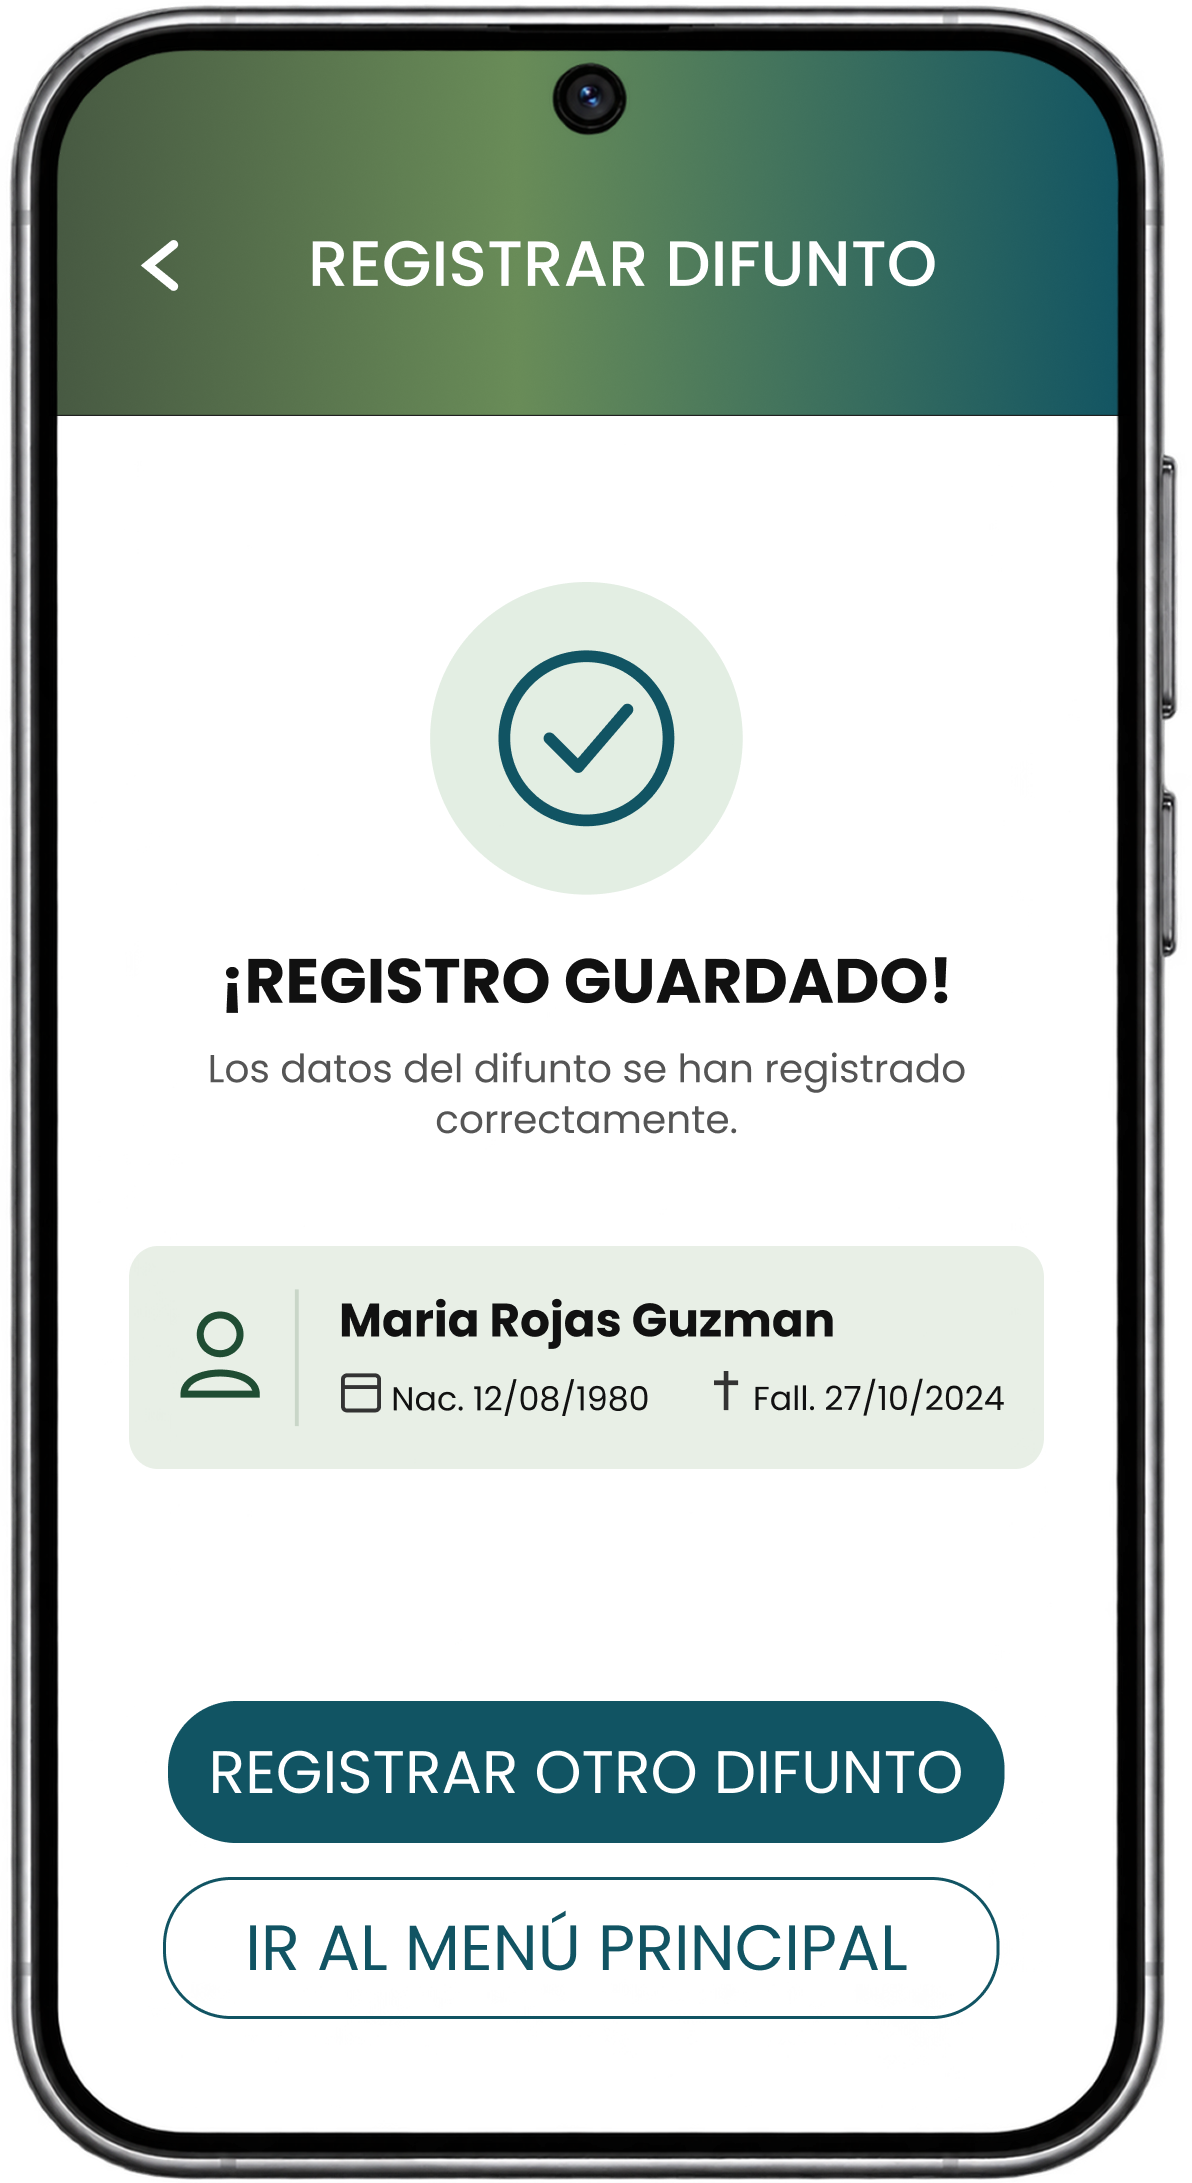 REGISTRAR DIFUNTO
¡REGISTRO GUARDADO!
Los datos del difunto se han registrado
correctamente.
Maria Rojas Guzman
Nac. 12/08/1980 Fall. 27/10/2024
REGISTRAR OTRO DIFUNTO
IR AL MENÚ PRINCIPAL